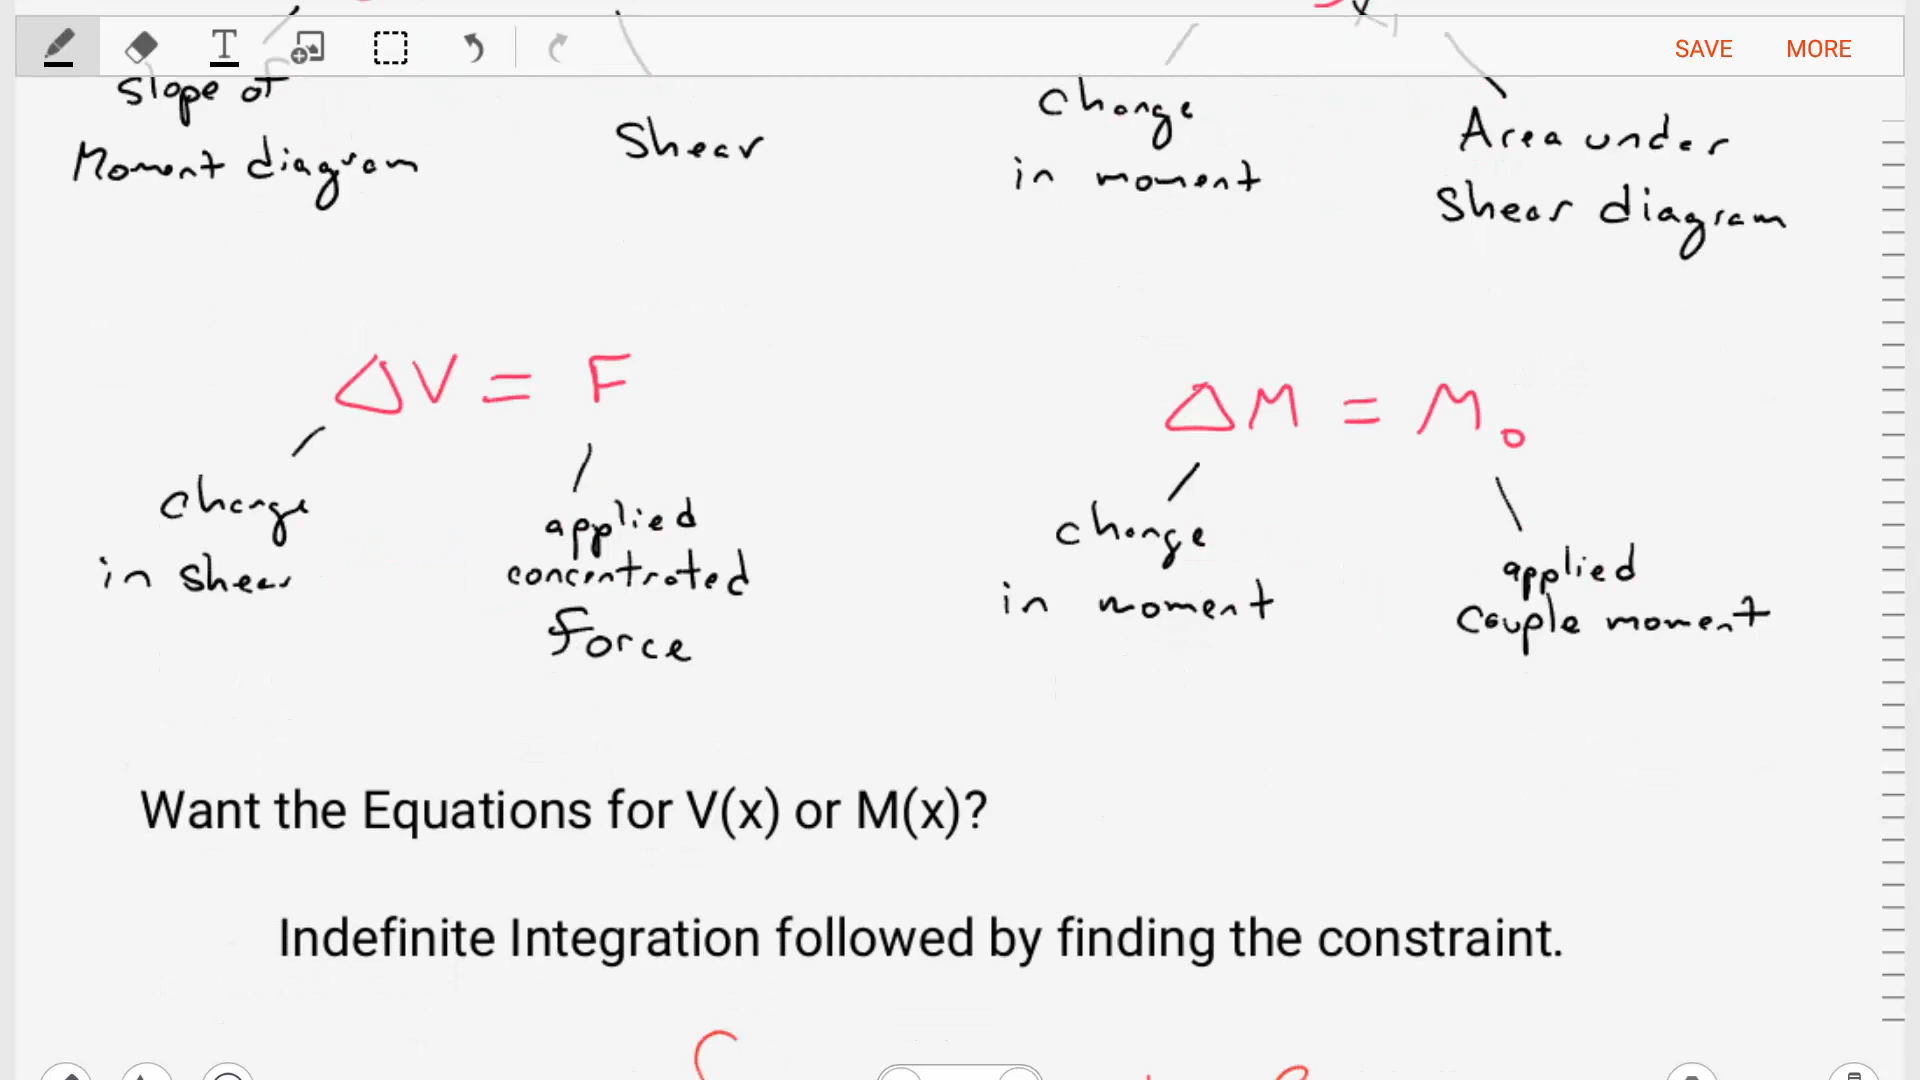 SAVE MORE
Slope of
Moment diagram
Shear
change
in moment
Area under
Shear diagram
ΔV = F
change
in shear
applied
concentrated
force
ΔM = M₀
change
in moment
applied
couple moment
Want the Equations for V(x) or M(x)?
Indefinite Integration followed by finding the constraint.